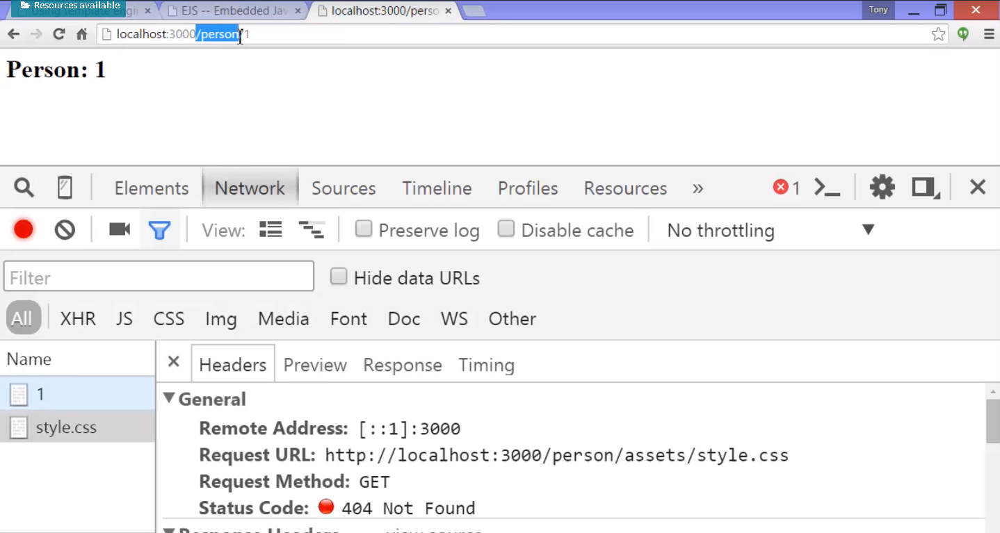 Resources available
Using template engi
EJS -- Embedded Jav
localhost:3000/perso
Tony
localhost:3000/person/1
Person: 1
Elements Network Sources Timeline Profiles Resources » 1
View: Preserve log Disable cache No throttling
Filter Hide data URLs
All XHR JS CSS Img Media Font Doc WS Other
Name
1
style.css
Headers Preview Response Timing
General
Remote Address: [::1]:3000
Request URL: http://localhost:3000/person/assets/style.css
Request Method: GET
Status Code: 404 Not Found